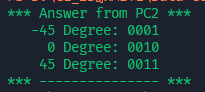 *** Answer from PC2 ***
-45 Degree: 0001
0 Degree: 0010
45 Degree: 0011
*** --------------- ***